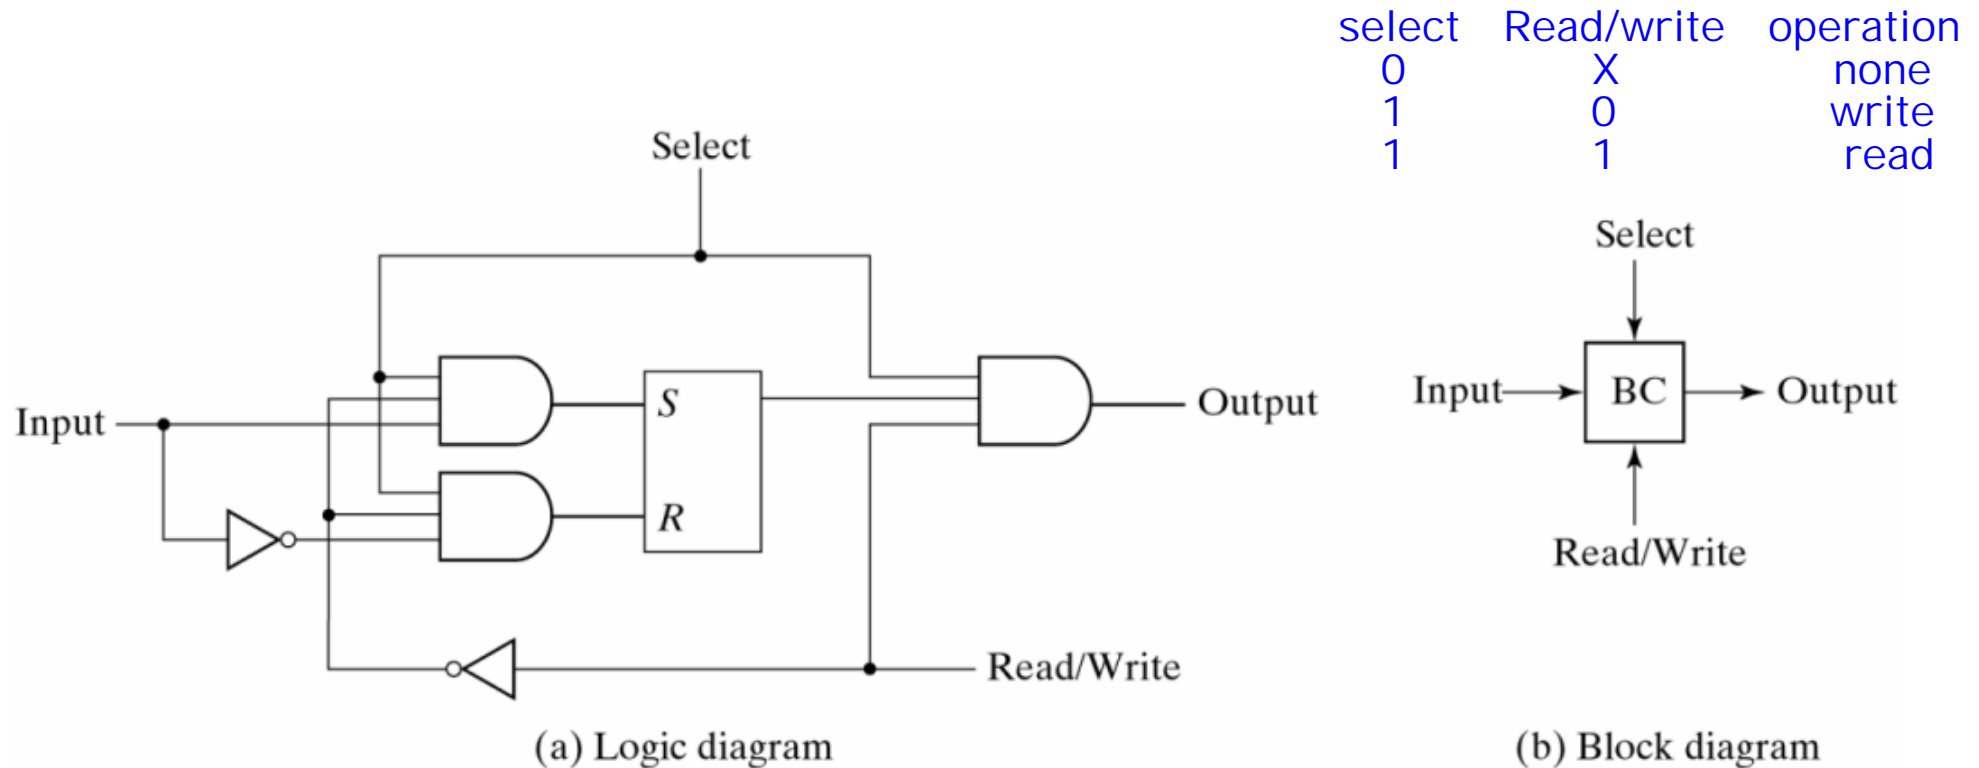 select Read/write operation
0 X none
1 0 write
1 1 read
Select
Input
S
R
Output
Read/Write
(a) Logic diagram
Select
Input
BC
Output
Read/Write
(b) Block diagram